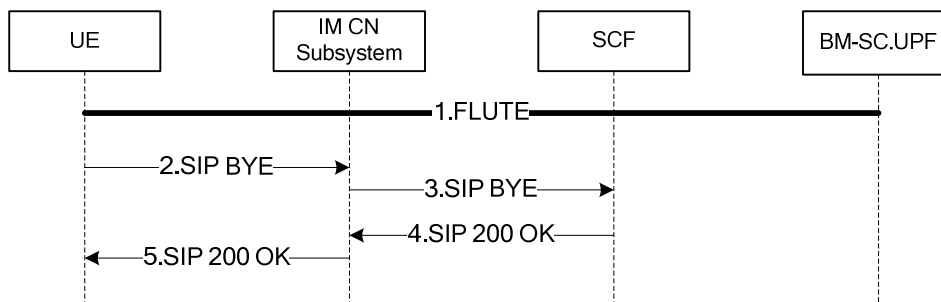 UE
IM CN
Subsystem
SCF
BM-SC.UPF
1.FLUTE
2.SIP BYE
3.SIP BYE
4.SIP 200 OK
5.SIP 200 OK